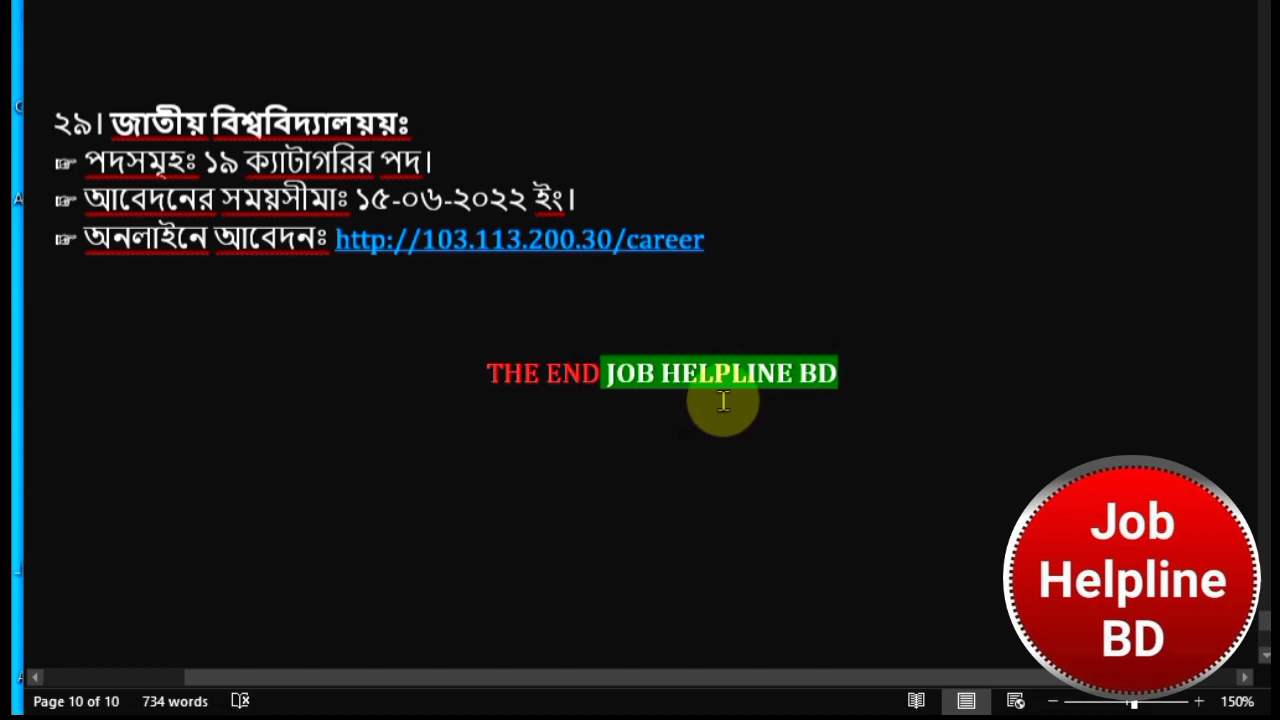 ২৯। জাতীয় বিশ্ববিদ্যালয়য়ঃ
☞ পদসমৃহঃ ১৯ ক্যাটাগরির পদ।
☞ আবেদনের সময়সীমাঃ ১৫-০৬-২০২২ ইং।
☞ অনলাইনে আবেদনঃ http://103.113.200.30/career
THE END JOB HELPLINE BD
Job
Helpline
BD
Page 10 of 10 734 words 150%